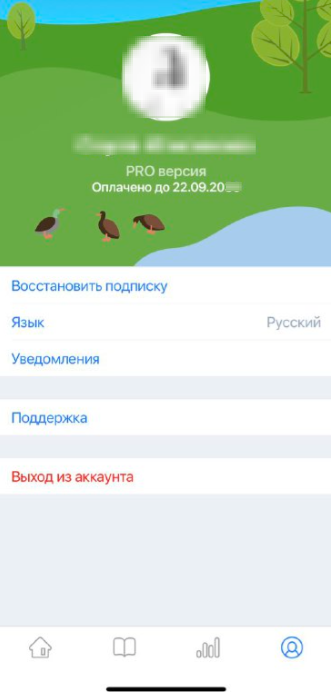 PRO версия
Оплачено до 22.09.20
Восстановить подписку
Язык
Русский
Уведомления
Поддержка
Выход из аккаунта